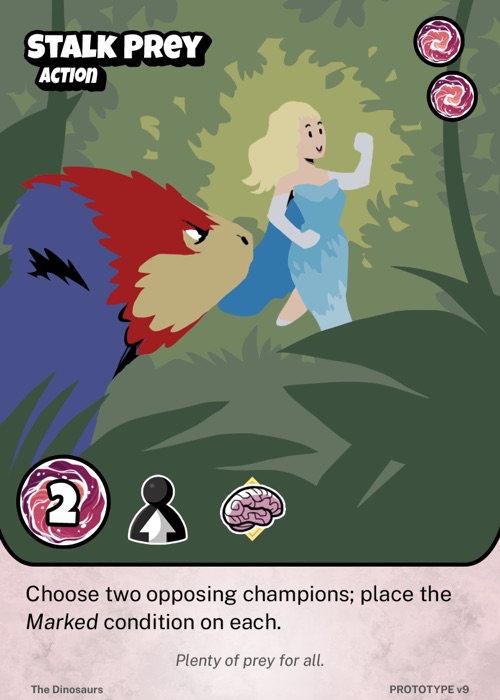 STALK PREY
ACTION
2
Choose two opposing champions; place the
Marked condition on each.
Plenty of prey for all.
The Dinosaurs
PROTOTYPE v9